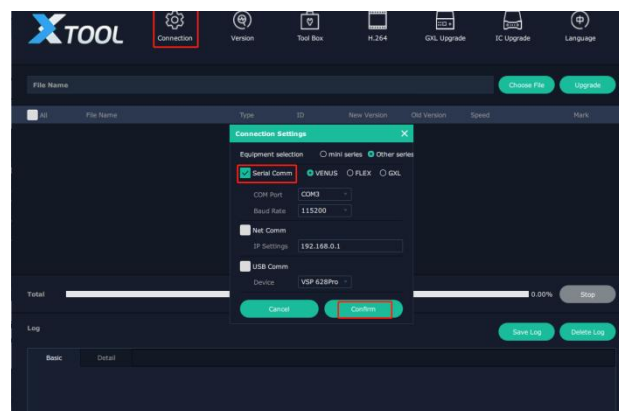 XTOOL
Connection Version Tool Box H.264 GXL Upgrade IC Upgrade Language
File Name Choose File Upgrade
All File Name Type ID New Version Old Version Speed Mark
Connection Settings X
Equipment selection mini series Other series
Serial Comm VENUS FLEX GXL
COM Port COM3
Baud Rate 115200
Net Comm
IP Settings 192.168.0.1
USB Comm
Device VSP 628Pro
Total 0.00% Stop
Cancel Confirm
Log Save Log Delete Log
Basic Detail